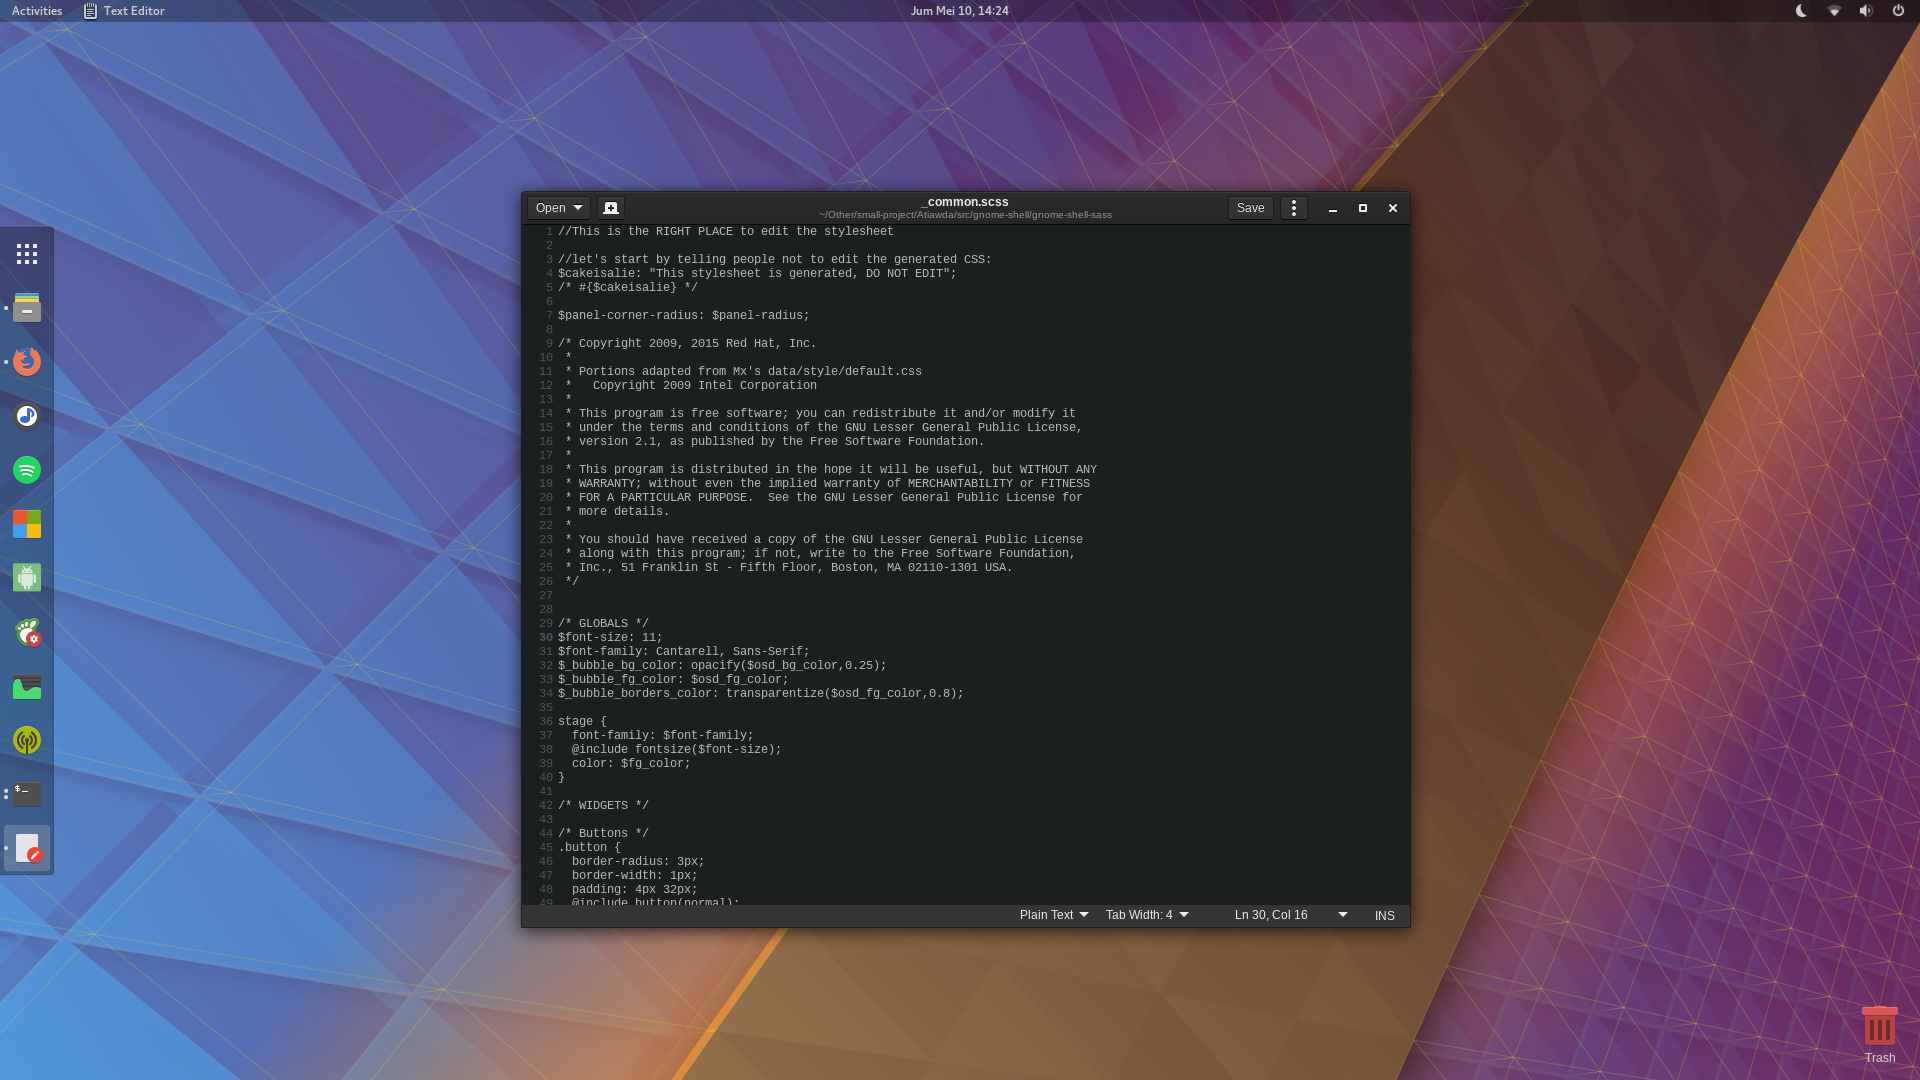 Activities
Text Editor
Jum Mei 10, 14:24
Open
_common.scss
~/Other/small-project/Atiawda/src/gnome-shell/gnome-shell-sass
Save
1 //This is the RIGHT PLACE to edit the stylesheet
2
3 //let's start by telling people not to edit the generated CSS:
4 $cakeisalie: "This stylesheet is generated, DO NOT EDIT";
5 /* #{$cakeisalie} */
6
7 $panel-corner-radius: $panel-radius;
8
9 /* Copyright 2009, 2015 Red Hat, Inc.
10  *
11  * Portions adapted from Mx's data/style/default.css
12  *   Copyright 2009 Intel Corporation
13  *
14  * This program is free software; you can redistribute it and/or modify it
15  * under the terms and conditions of the GNU Lesser General Public License,
16  * version 2.1, as published by the Free Software Foundation.
17  *
18  * This program is distributed in the hope it will be useful, but WITHOUT ANY
19  * WARRANTY; without even the implied warranty of MERCHANTABILITY or FITNESS
20  * FOR A PARTICULAR PURPOSE.  See the GNU Lesser General Public License for
21  * more details.
22  *
23  * You should have received a copy of the GNU Lesser General Public License
24  * along with this program; if not, write to the Free Software Foundation,
25  * Inc., 51 Franklin St - Fifth Floor, Boston, MA 02110-1301 USA.
26  */
27
28
29 /* GLOBALS */
30 $font-size: 11;
31 $font-family: Cantarell, Sans-Serif;
32 $_bubble_bg_color: opacify($osd_bg_color,0.25);
33 $_bubble_fg_color: $osd_fg_color;
34 $_bubble_borders_color: transparentize($osd_fg_color,0.8);
35
36 stage {
37   font-family: $font-family;
38   @include fontsize($font-size);
39   color: $fg_color;
40 }
41
42 /* WIDGETS */
43
44 /* Buttons */
45 .button {
46   border-radius: 3px;
47   border-width: 1px;
48   padding: 4px 32px;
49   @include button(normal);
Plain Text
Tab Width: 4
Ln 30, Col 16
INS
$_
Trash